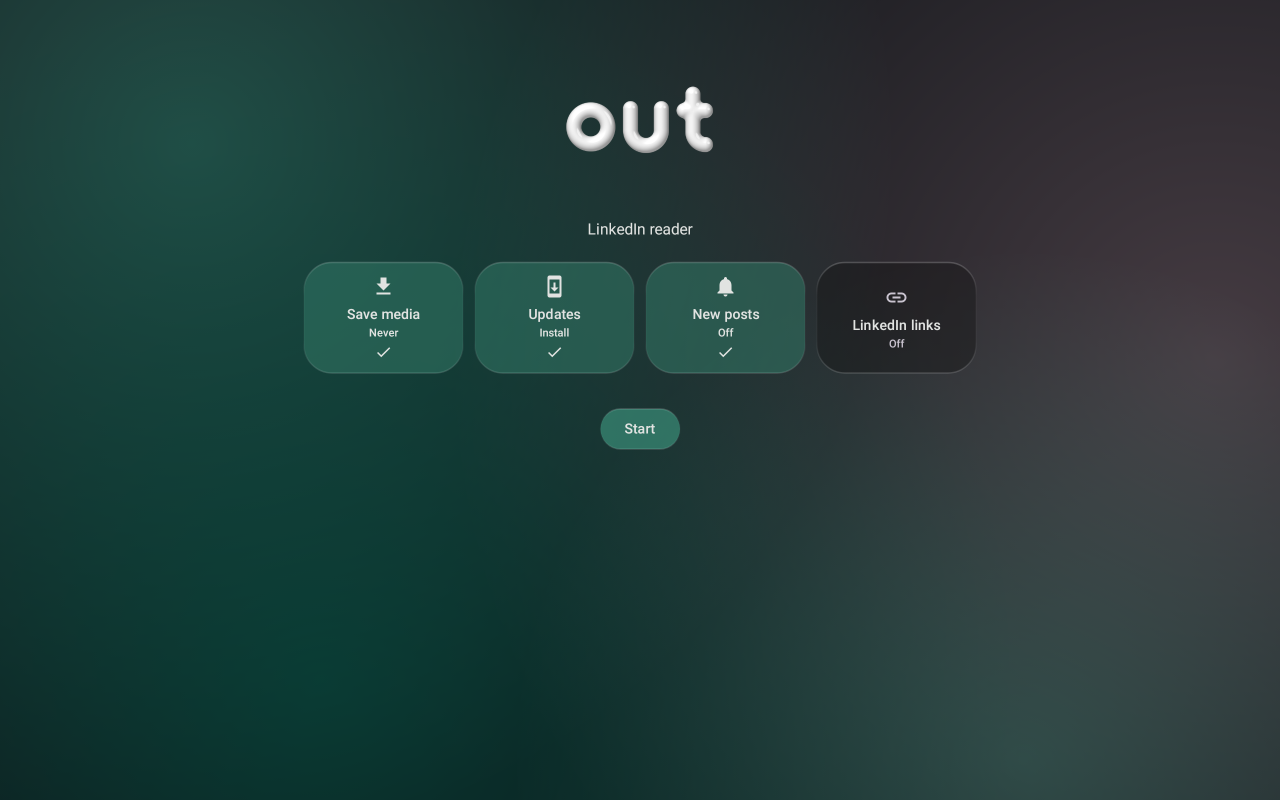 out
LinkedIn reader
Save media
Never
Updates
Install
New posts
Off
LinkedIn links
Off
Start